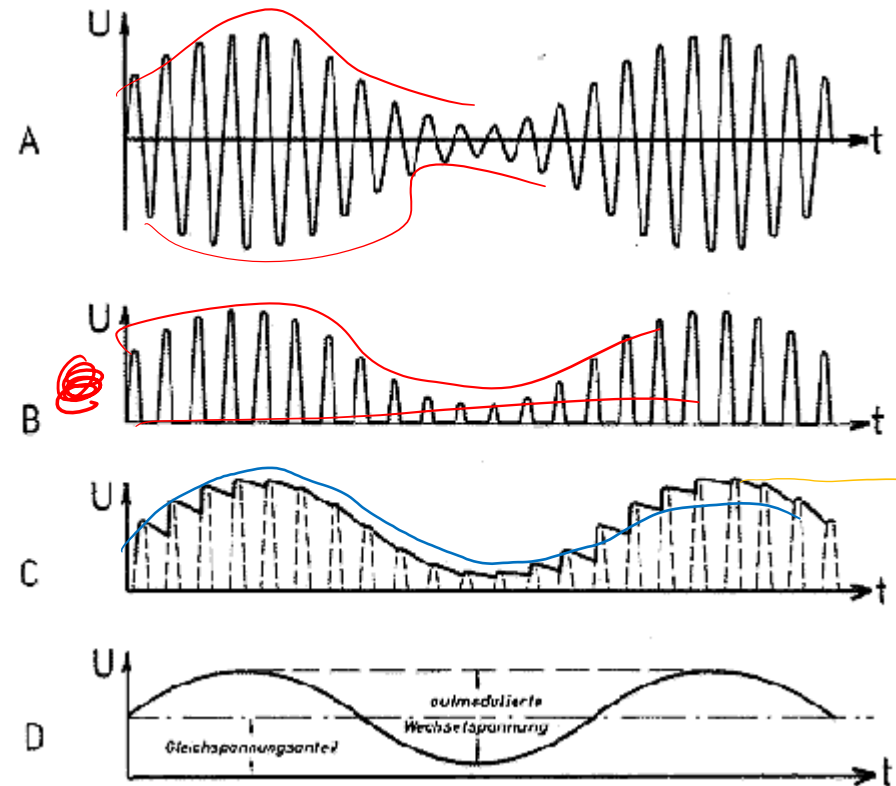 U
A
t
U
B
t
U
C
t
U
aufmodulierte
Wechselspannung
D
Gleichspannungsanteil
t